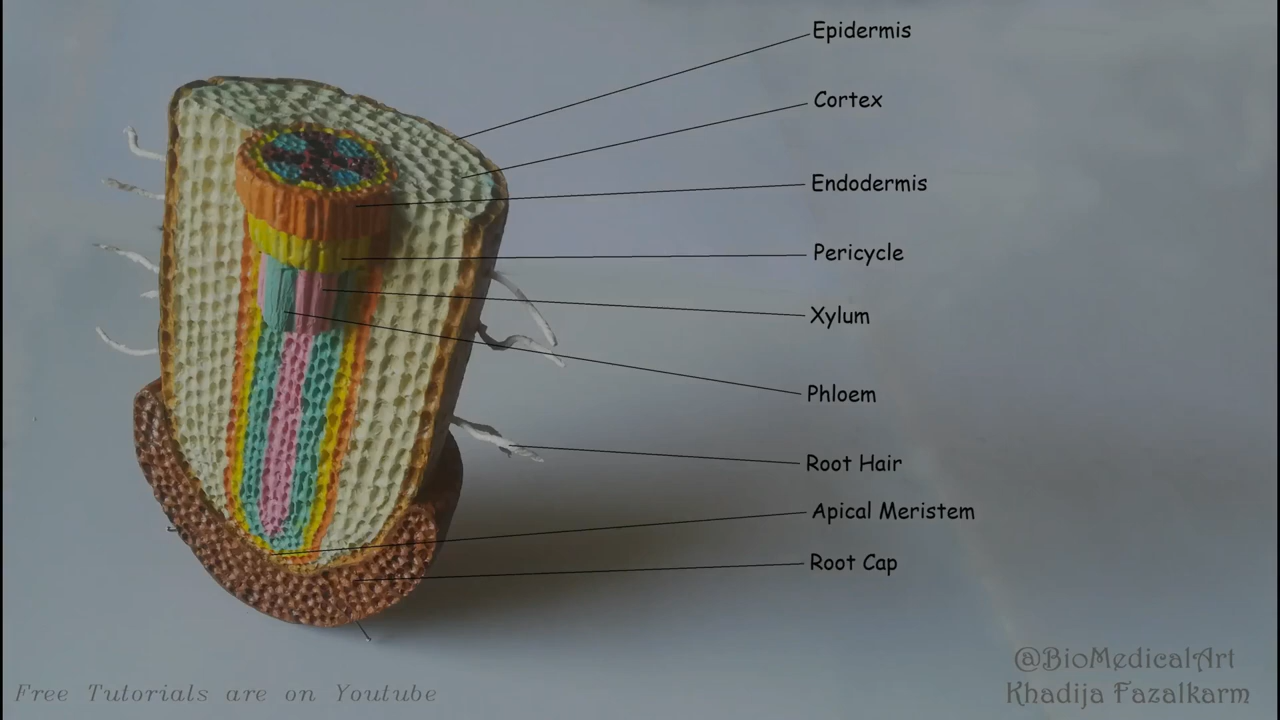 Epidermis
Cortex
Endodermis
Pericycle
Xylum
Phloem
Root Hair
Apical Meristem
Root Cap
@BioMedicalArt
Khadija Fazalkarm
Free Tutorials are on Youtube